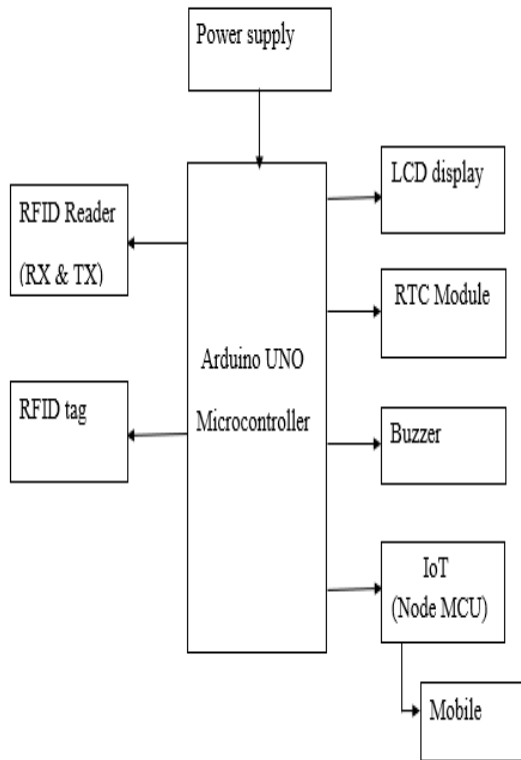 Power supply
LCD display
RFID Reader
(RX & TX)
RTC Module
Arduino UNO
Microcontroller
RFID tag
Buzzer
IoT
(Node MCU)
Mobile